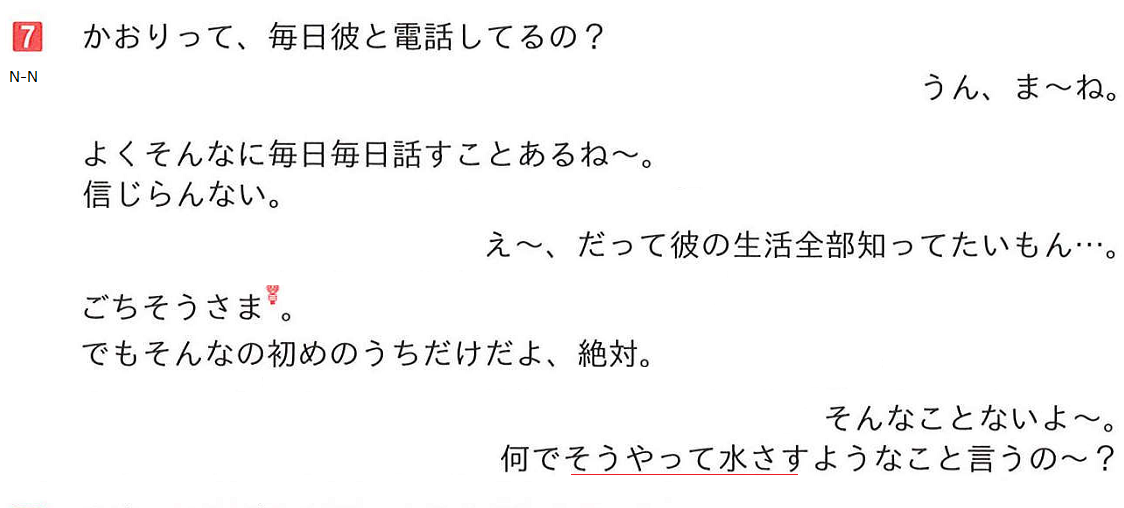 7 かおりって、毎日彼と電話してるの？
N-N
うん、ま～ね。
よくそんなに毎日毎日話すことあるね～。
信じらんない。
え～、だって彼の生活全部知ってたいもん…。
ごちそうさま。
でもそんなの初めのうちだけだよ、絶対。
そんなことないよ～。
何でそうやって水さすようなこと言うの～？